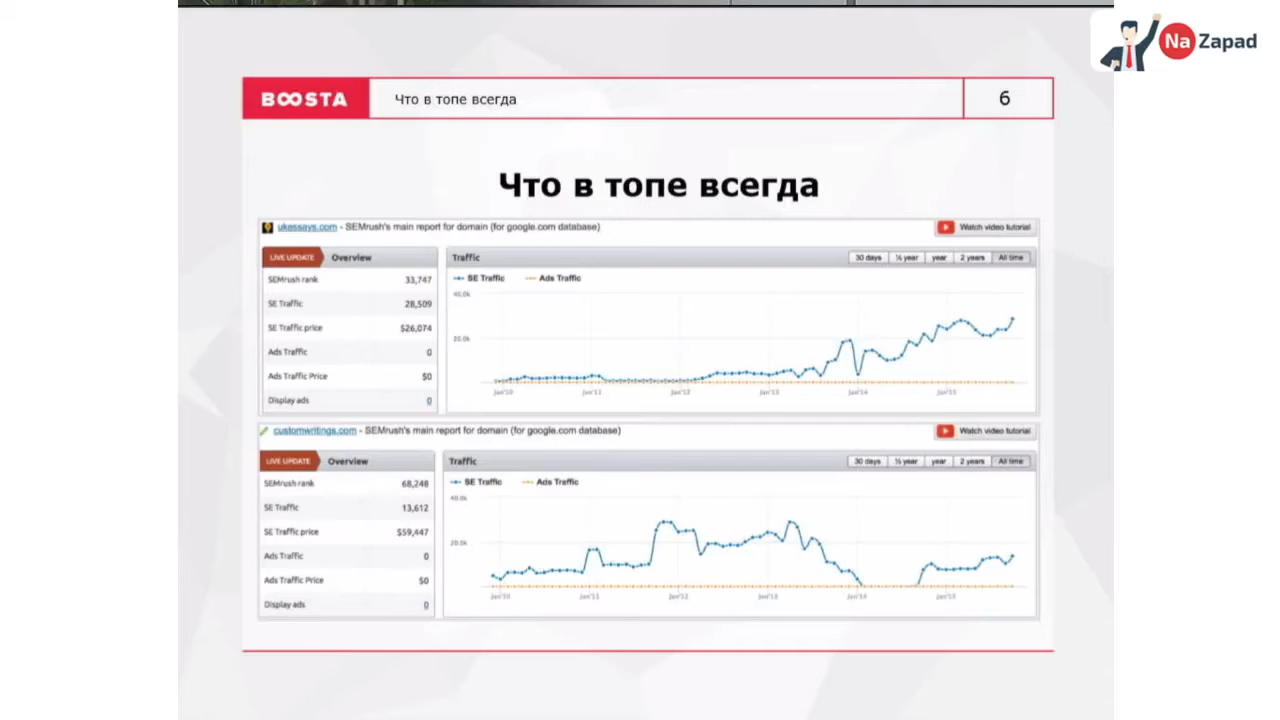 Na Zapad
BOOSTA
Что в топе всегда
6
Что в топе всегда
ukessays.com - SEMrush's main report for domain (for google.com database)
Watch video tutorial
LIVE UPDATE Overview
SEMrush rank 33,747
SE Traffic 28,509
SE Traffic price $26,074
Ads Traffic 0
Ads Traffic Price $0
Display ads 0
Traffic
30 days ½ year year 2 years All time
SE Traffic Ads Traffic
40.0k
20.0k
Jan'10 Jan'11 Jan'12 Jan'13 Jan'14 Jan'15
customwritings.com - SEMrush's main report for domain (for google.com database)
Watch video tutorial
LIVE UPDATE Overview
SEMrush rank 68,248
SE Traffic 13,612
SE Traffic price $59,447
Ads Traffic 0
Ads Traffic Price $0
Display ads 0
Traffic
30 days ½ year year 2 years All time
SE Traffic Ads Traffic
40.0k
20.0k
Jan'10 Jan'11 Jan'12 Jan'13 Jan'14 Jan'15